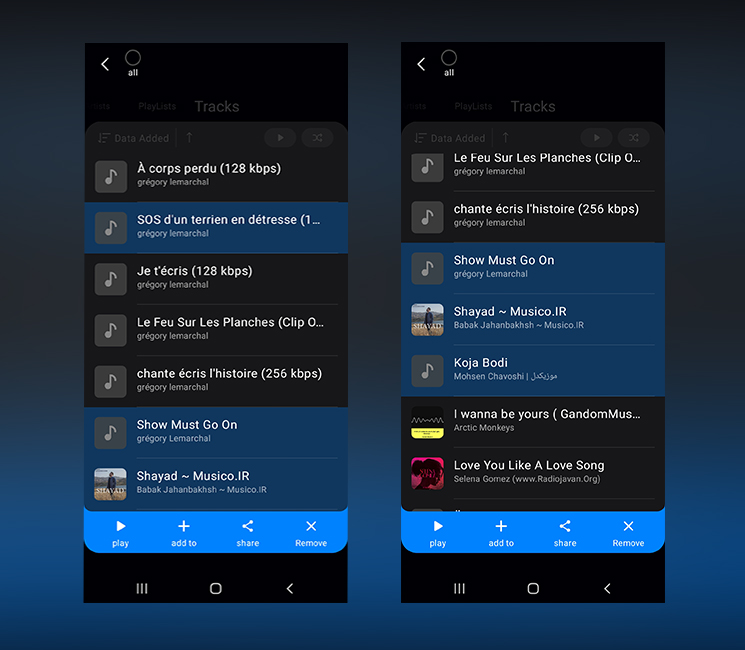 all
ists PlayLists Tracks
Data Added
À corps perdu (128 kbps)
grégory lemarchal
SOS d'un terrien en détresse (1...
grégory lemarchal
Je t'écris (128 kbps)
grégory lemarchal
Le Feu Sur Les Planches (Clip O...
grégory lemarchal
chante écris l'histoire (256 kbps)
grégory lemarchal
Show Must Go On
grégory Lemarchal
SHAYAD
Shayad ~ Musico.IR
Babak Jahanbakhsh ~ Musico.IR
play add to share Remove
all
ists PlayLists Tracks
Data Added
Le Feu Sur Les Planches (Clip O...
grégory lemarchal
chante écris l'histoire (256 kbps)
grégory lemarchal
Show Must Go On
grégory Lemarchal
SHAYAD
Shayad ~ Musico.IR
Babak Jahanbakhsh ~ Musico.IR
Koja Bodi
Mohsen Chavoshi | موزیکدل
I wanna be yours ( GandomMus...
Arctic Monkeys
Love You Like A Love Song
Selena Gomez (www.Radiojavan.Org)
play add to share Remove